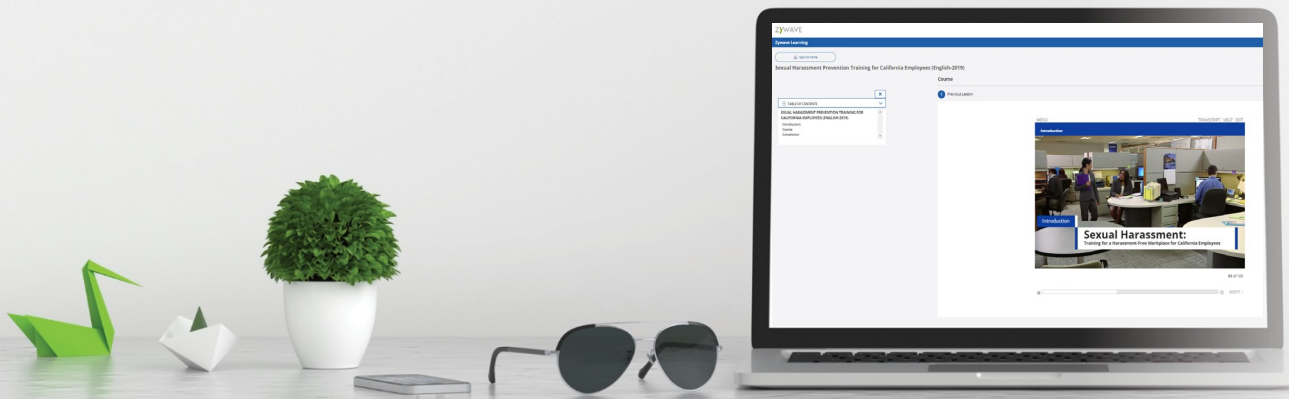 ZYWAVE
Zywave Learning
Sexual Harassment Prevention Training for California Employees (English-2019)
Course
Previous Lesson
TABLE OF CONTENTS
SEXUAL HARASSMENT PREVENTION TRAINING FOR
CALIFORNIA EMPLOYEES (ENGLISH-2019)
Introduction
Course
Completion
MENU
TRANSCRIPT HELP EXIT
Introduction
Introduction
Sexual Harassment:
Training for a Harassment-Free Workplace for California Employees
NEXT